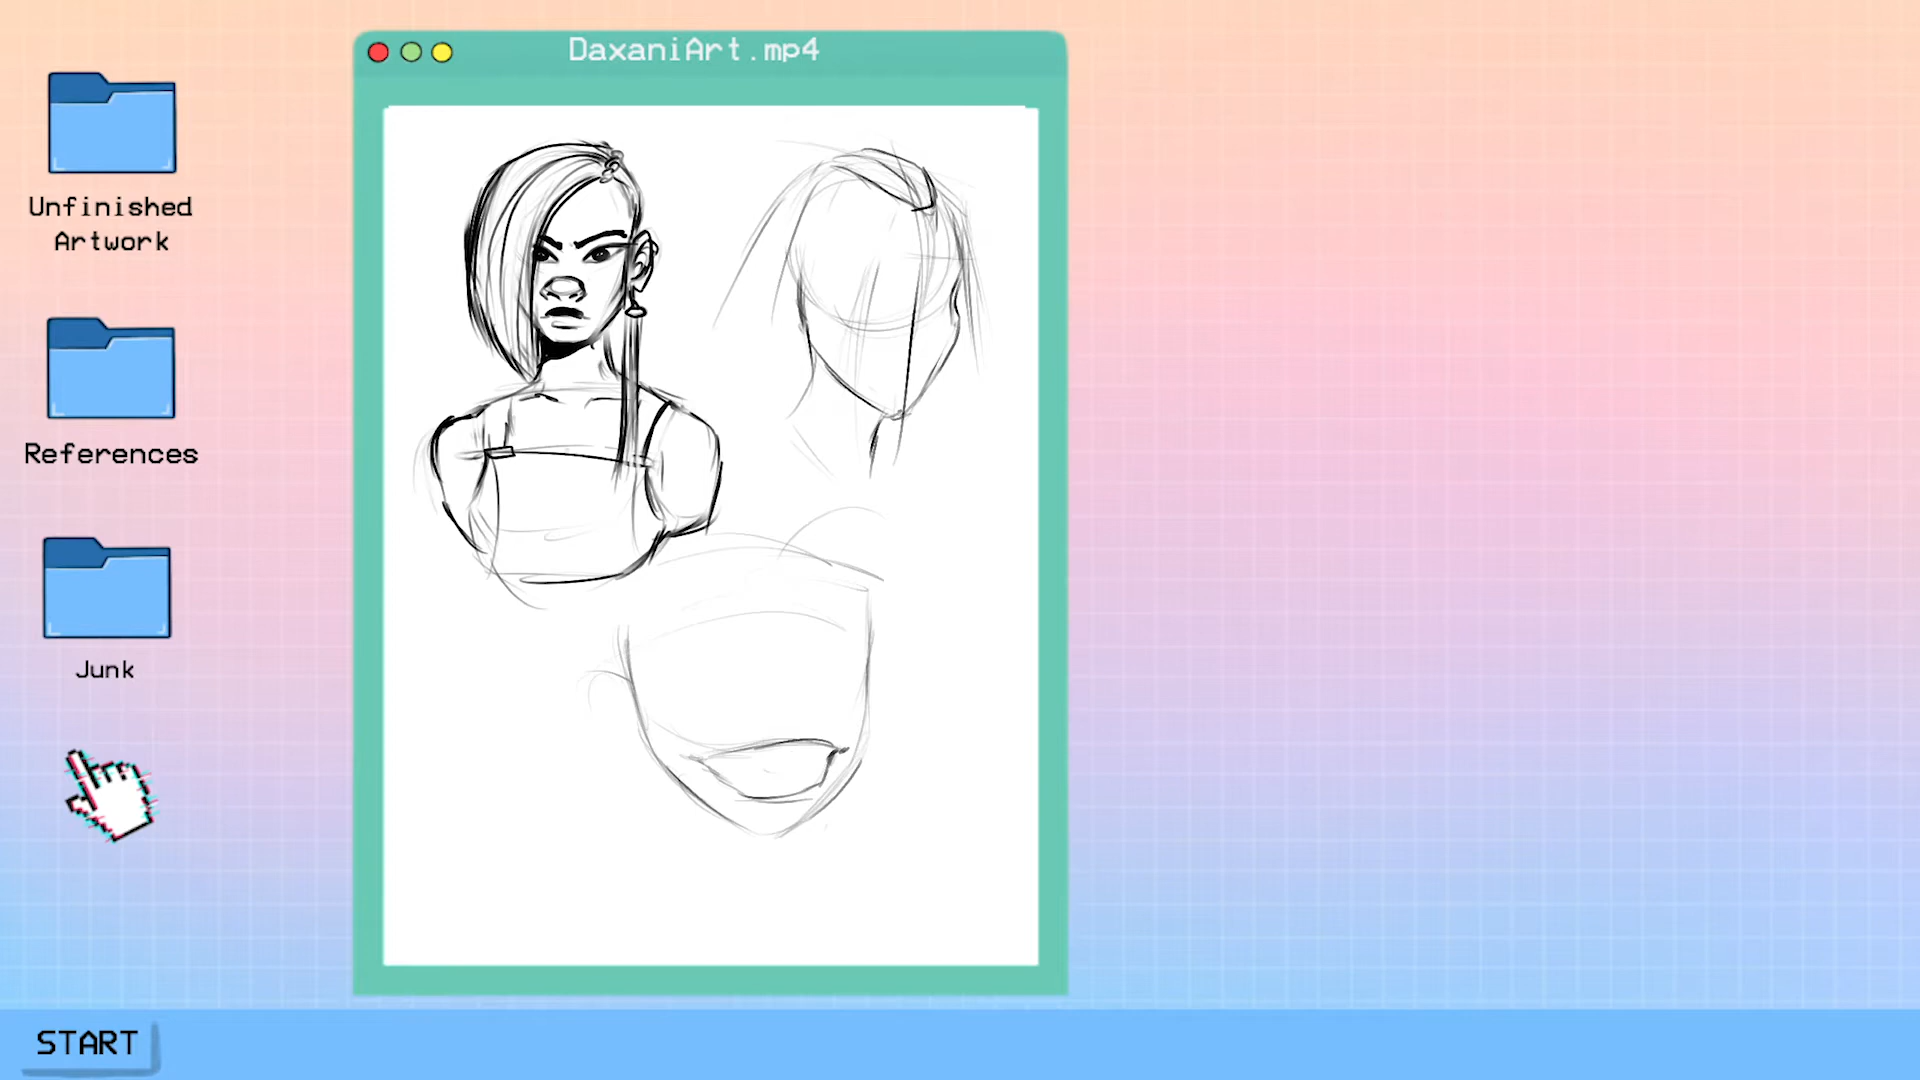 DaxaniArt.mp4
Unfinished
Artwork
References
Junk
START